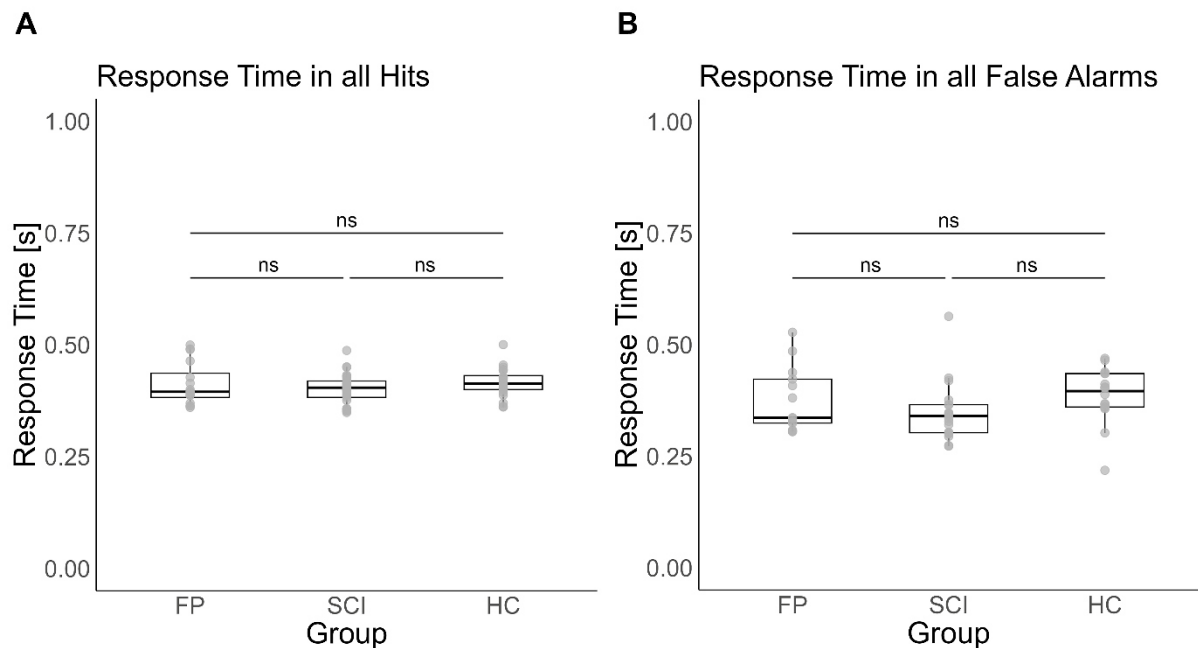 A
Response Time in all Hits
Response Time [s]
1.00
0.75
0.50
0.25
0.00
ns
ns
ns
FP
SCI
HC
Group
B
Response Time in all False Alarms
Response Time [s]
1.00
0.75
0.50
0.25
0.00
ns
ns
ns
FP
SCI
HC
Group